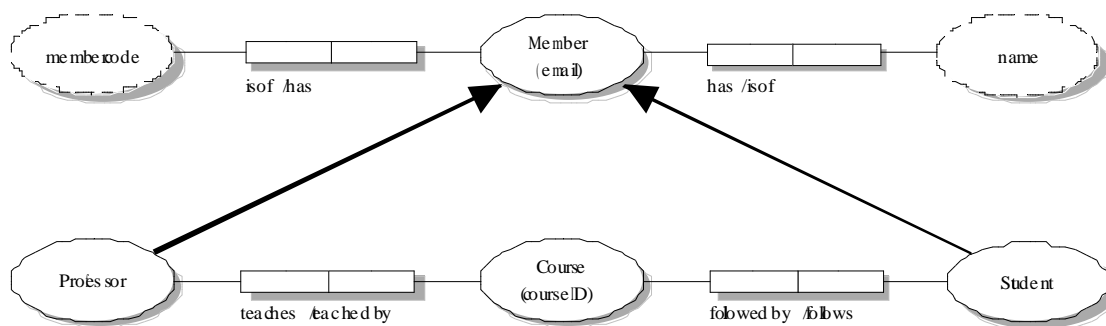 membercode
Member
(email)
name
is of / has
has / is of
Professor
Course
(courseID)
Student
teaches / teached by
followed by / follows